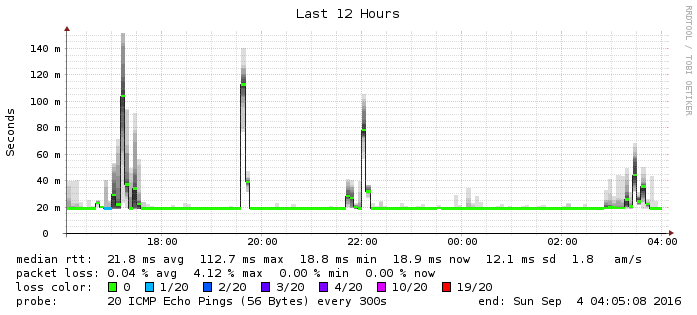 Last 12 Hours
RRDTOOL / TOBI OETIKER
Seconds
140 m
120 m
100 m
80 m
60 m
40 m
20 m
0
18:00 20:00 22:00 00:00 02:00 04:00
median rtt: 21.8 ms avg 112.7 ms max 18.8 ms min 18.9 ms now 12.1 ms sd 1.8 am/s
packet loss: 0.04 % avg 4.12 % max 0.00 % min 0.00 % now
loss color: 0 1/20 2/20 3/20 4/20 10/20 19/20
probe: 20 ICMP Echo Pings (56 Bytes) every 300s end: Sun Sep 4 04:05:08 2016